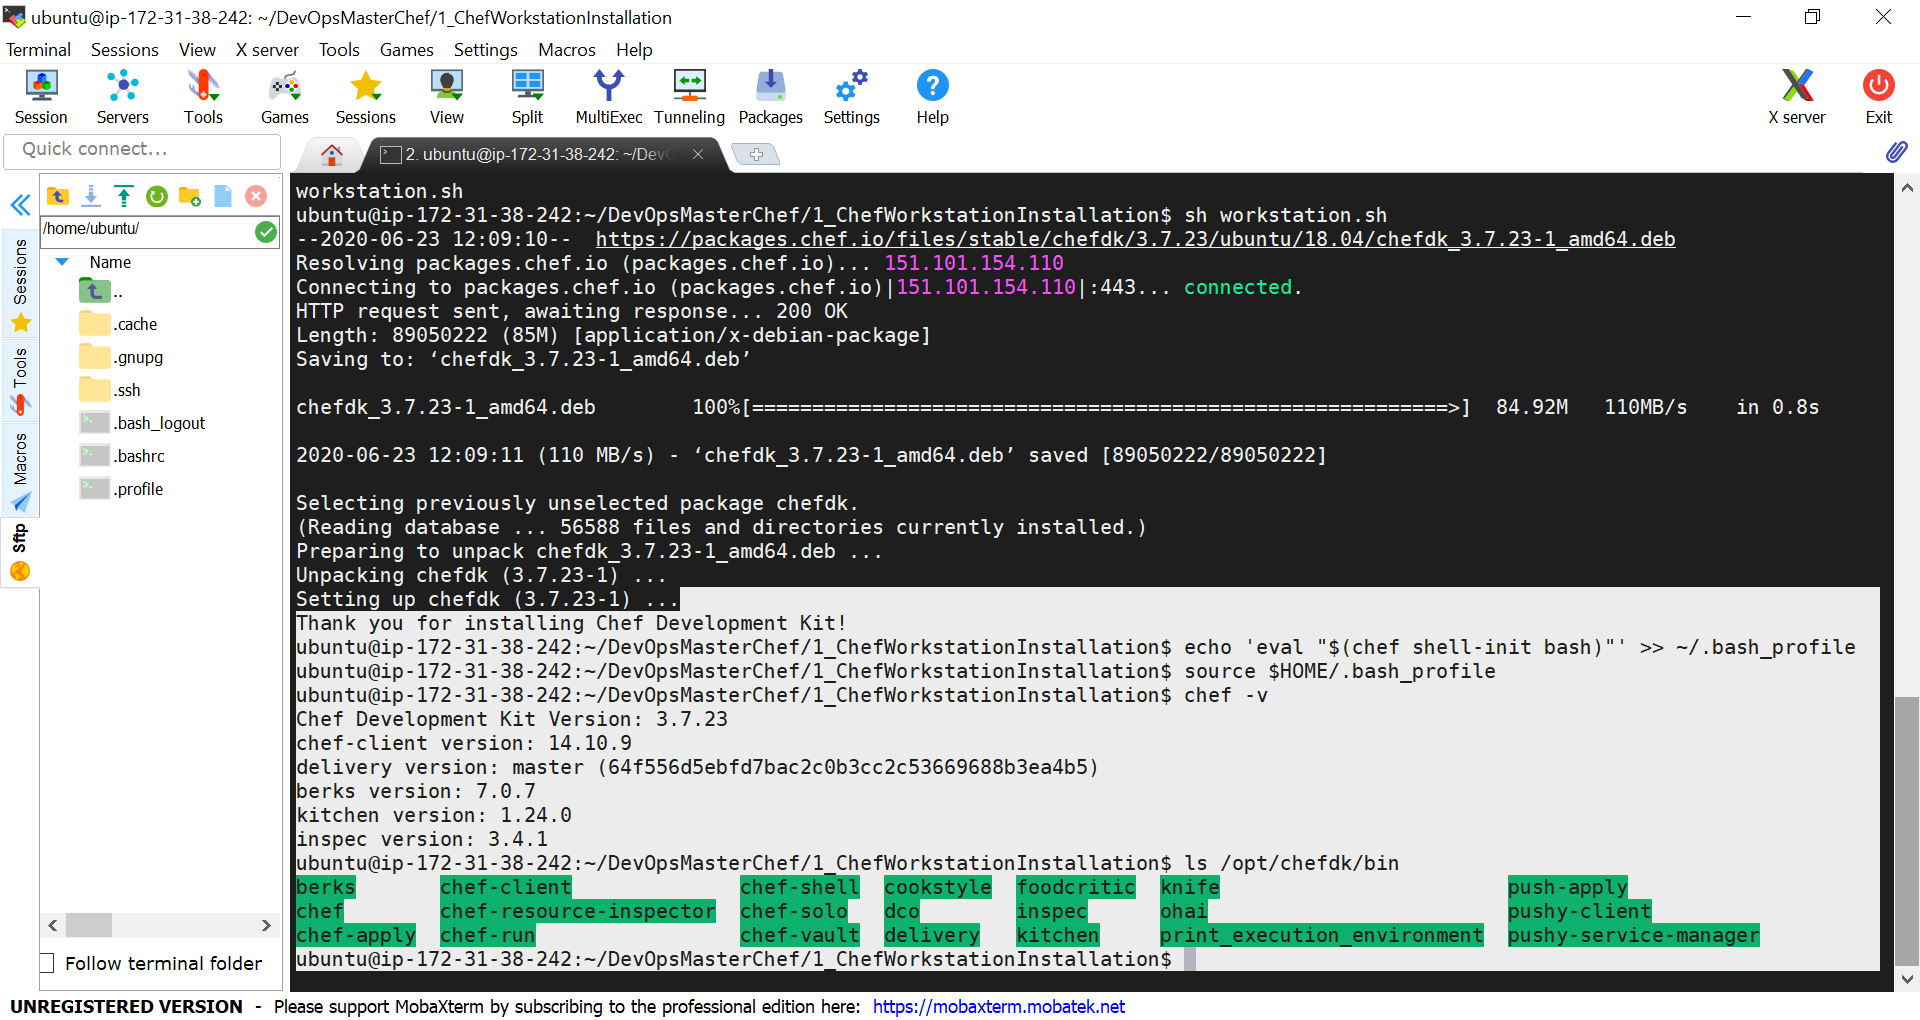 ubuntu@ip-172-31-38-242: ~/DevOpsMasterChef/1_ChefWorkstationInstallation
Terminal Sessions View X server Tools Games Settings Macros Help
Session Servers Tools Games Sessions View Split MultiExec Tunneling Packages Settings Help X server Exit
Quick connect...
2. ubuntu@ip-172-31-38-242: ~/Dev
/home/ubuntu/
Name
..
.cache
.gnupg
.ssh
.bash_logout
.bashrc
.profile
Sessions
Tools
Macros
Sftp
Follow terminal folder
workstation.sh
ubuntu@ip-172-31-38-242:~/DevOpsMasterChef/1_ChefWorkstationInstallation$ sh workstation.sh
--2020-06-23 12:09:10--  https://packages.chef.io/files/stable/chefdk/3.7.23/ubuntu/18.04/chefdk_3.7.23-1_amd64.deb
Resolving packages.chef.io (packages.chef.io)... 151.101.154.110
Connecting to packages.chef.io (packages.chef.io)|151.101.154.110|:443... connected.
HTTP request sent, awaiting response... 200 OK
Length: 89050222 (85M) [application/x-debian-package]
Saving to: ‘chefdk_3.7.23-1_amd64.deb’
chefdk_3.7.23-1_amd64.deb        100%[==========================================================>]  84.92M   110MB/s    in 0.8s
2020-06-23 12:09:11 (110 MB/s) - ‘chefdk_3.7.23-1_amd64.deb’ saved [89050222/89050222]
Selecting previously unselected package chefdk.
(Reading database ... 56588 files and directories currently installed.)
Preparing to unpack chefdk_3.7.23-1_amd64.deb ...
Unpacking chefdk (3.7.23-1) ...
Setting up chefdk (3.7.23-1) ...
Thank you for installing Chef Development Kit!
ubuntu@ip-172-31-38-242:~/DevOpsMasterChef/1_ChefWorkstationInstallation$ echo 'eval "$(chef shell-init bash)"' >> ~/.bash_profile
ubuntu@ip-172-31-38-242:~/DevOpsMasterChef/1_ChefWorkstationInstallation$ source $HOME/.bash_profile
ubuntu@ip-172-31-38-242:~/DevOpsMasterChef/1_ChefWorkstationInstallation$ chef -v
Chef Development Kit Version: 3.7.23
chef-client version: 14.10.9
delivery version: master (64f556d5ebfd7bac2c0b3cc2c53669688b3ea4b5)
berks version: 7.0.7
kitchen version: 1.24.0
inspec version: 3.4.1
ubuntu@ip-172-31-38-242:~/DevOpsMasterChef/1_ChefWorkstationInstallation$ ls /opt/chefdk/bin
berks chef-client chef-shell cookstyle foodcritic knife push-apply
chef chef-resource-inspector chef-solo dco inspec ohai pushy-client
chef-apply chef-run chef-vault delivery kitchen print_execution_environment pushy-service-manager
ubuntu@ip-172-31-38-242:~/DevOpsMasterChef/1_ChefWorkstationInstallation$
UNREGISTERED VERSION - Please support MobaXterm by subscribing to the professional edition here: https://mobaxterm.mobatek.net